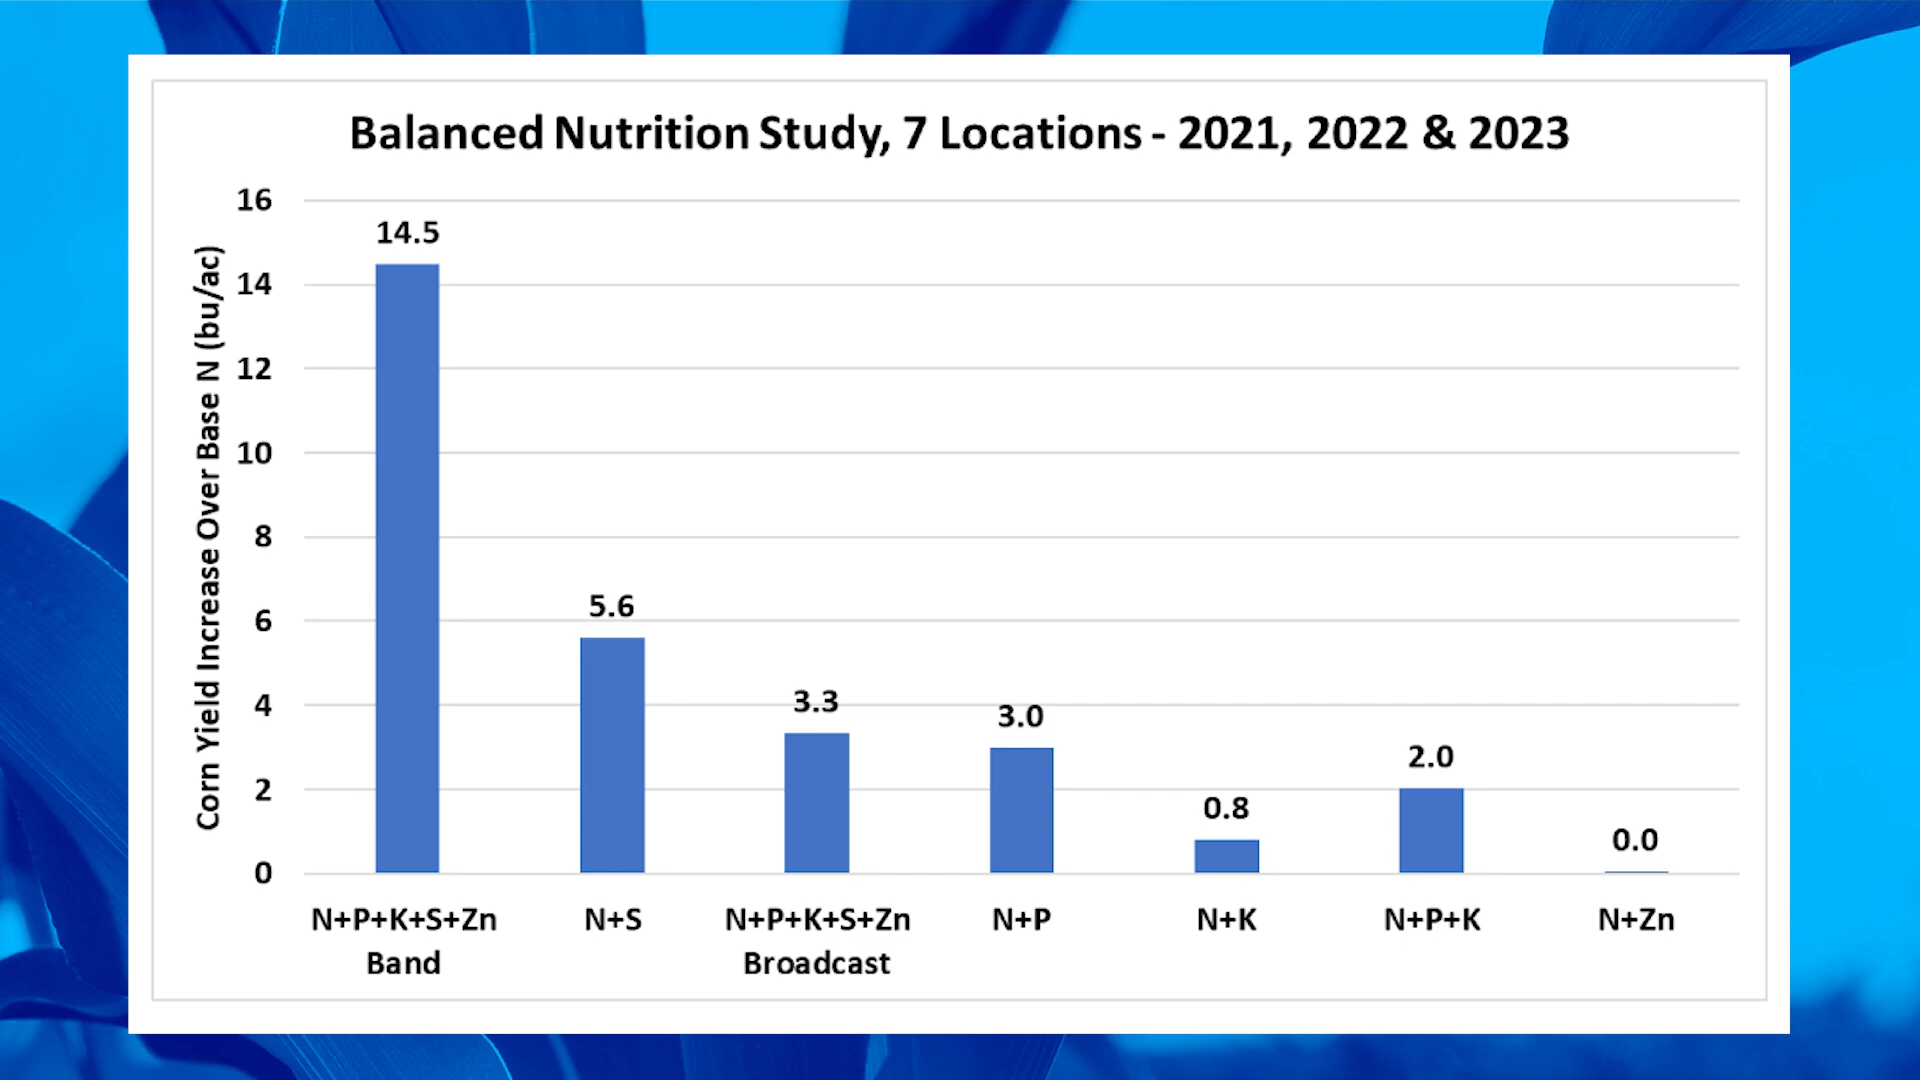 Balanced Nutrition Study, 7 Locations - 2021, 2022 & 2023
Corn Yield Increase Over Base N (bu/ac)
16
14
12
10
8
6
4
2
0
14.5
5.6
3.3
3.0
0.8
2.0
0.0
N+P+K+S+Zn
Band
N+S
N+P+K+S+Zn
Broadcast
N+P
N+K
N+P+K
N+Zn